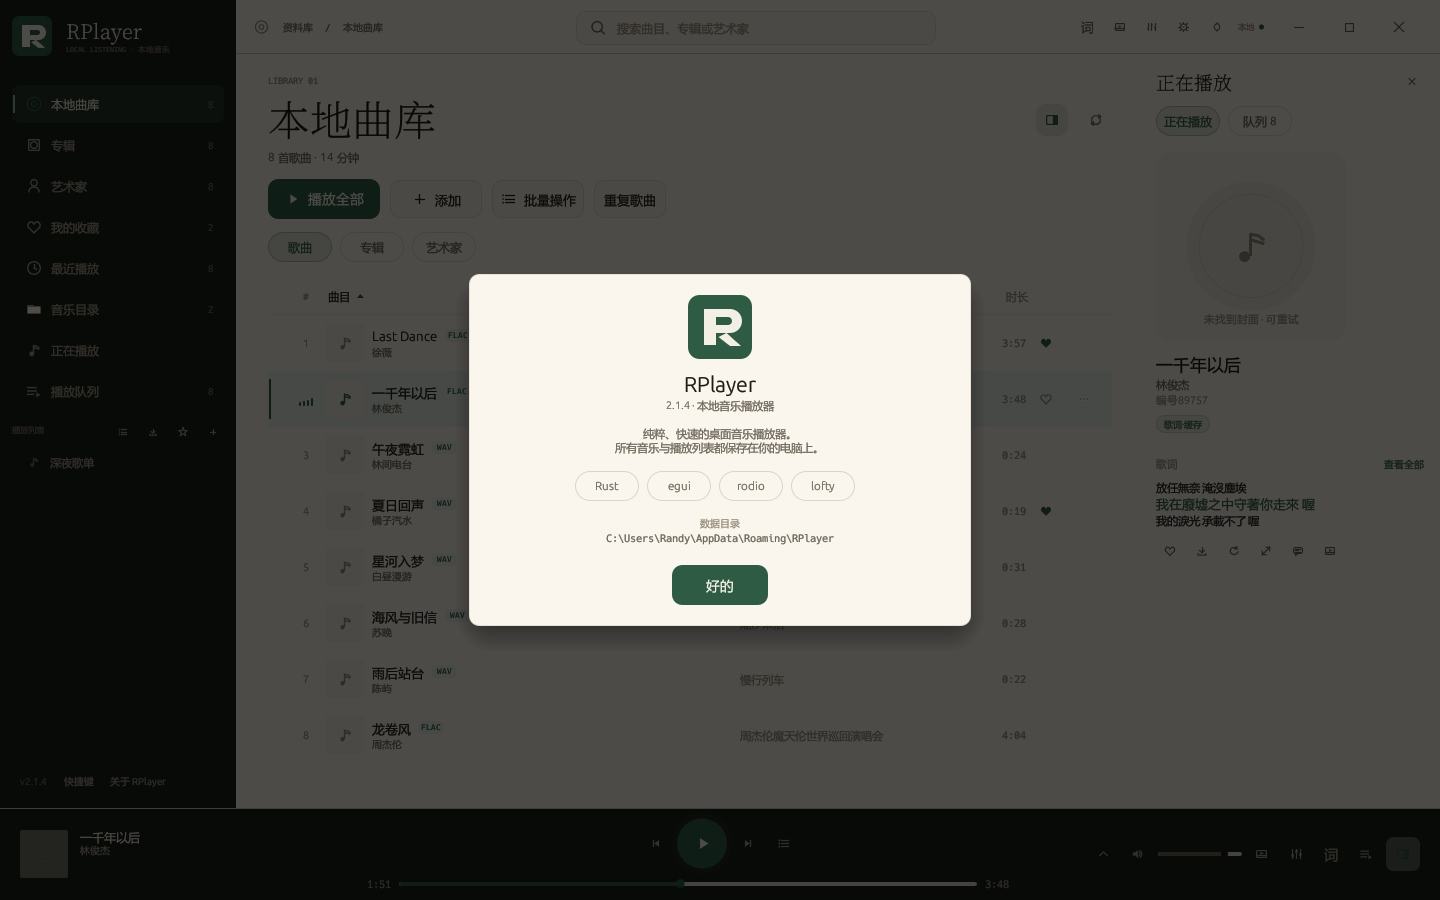 RPlayer
LOCAL LISTENING · 本地音乐
本地曲库 8
专辑 8
艺术家 8
我的收藏 2
最近播放 8
音乐目录 2
正在播放
播放队列 8
播放列表
深夜歌单
v2.1.4 快捷键 关于 RPlayer
资料库 / 本地曲库
搜索曲目、专辑或艺术家
词 本地
LIBRARY 01
本地曲库
8 首歌曲 · 14 分钟
播放全部 添加 批量操作 重复歌曲
歌曲 专辑 艺术家
# 曲目 时长
1 Last Dance FLAC 3:57
徐薇
一千年以后 FLAC 3:48
林俊杰
3 午夜霓虹 WAV 0:24
林间电台
4 夏日回声 WAV 0:19
橘子汽水
5 星河入梦 0:31
白昼漫游
6 海风与旧信 WAV 0:28
苏晚
7 雨后站台 WAV 慢行列车 0:22
陈屿
8 龙卷风 FLAC 周杰伦魔天伦世界巡回演唱会 4:04
周杰伦
RPlayer
2.1.4 · 本地音乐播放器
纯粹、快速的桌面音乐播放器。
所有音乐与播放列表都保存在你的电脑上。
Rust egui rodio lofty
数据目录
C:\Users\Randy\AppData\Roaming\RPlayer
好的
正在播放
正在播放 队列 8
未找到封面 · 可重试
一千年以后
林俊杰
编号89757
歌词·缓存
歌词 查看全部
放任無奈 淹沒塵埃
我在廢墟之中守著你走來 喔
我的淚光 承載不了 喔
一千年以后
林俊杰
1:51 3:48
词